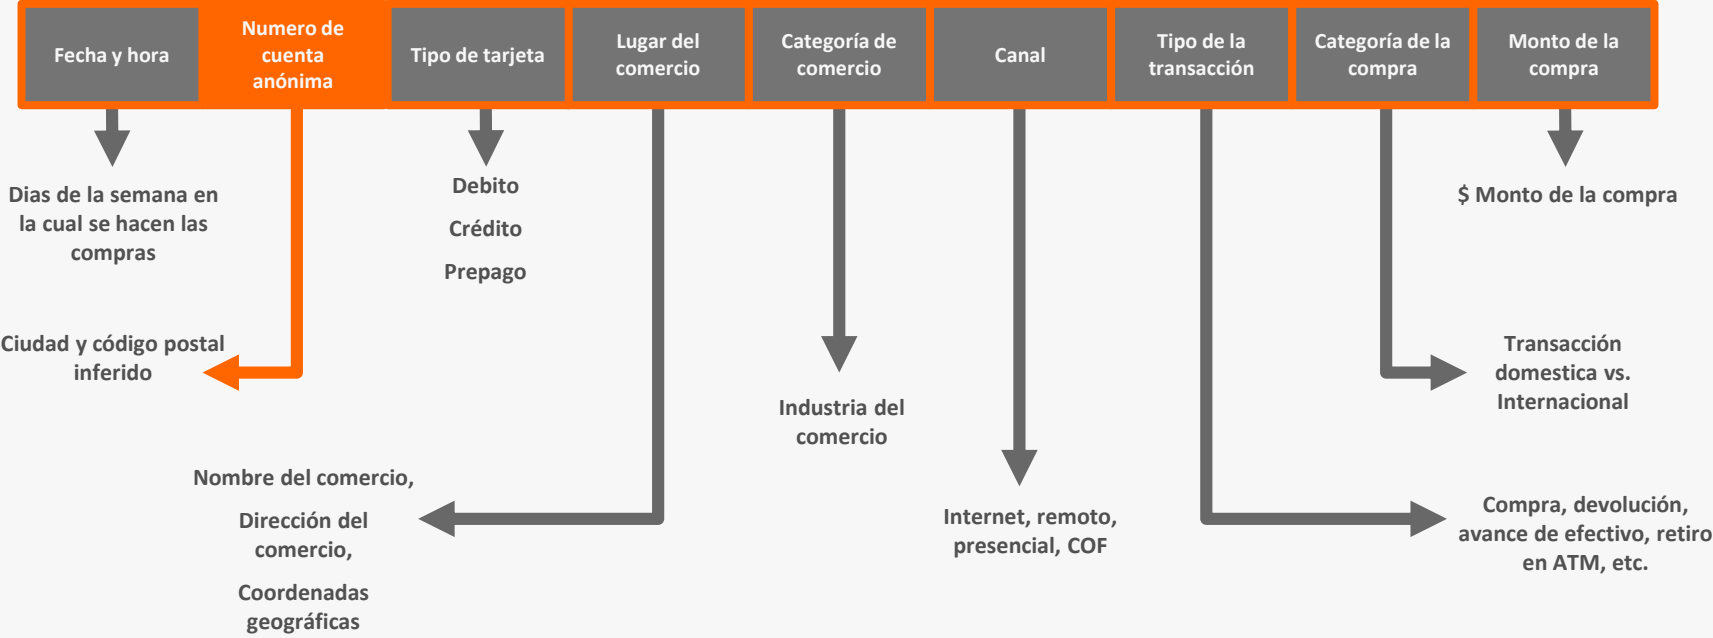 Fecha y hora
Numero de
cuenta
anónima
Tipo de tarjeta
Lugar del
comercio
Categoría de
comercio
Canal
Tipo de la
transacción
Categoría de la
compra
Monto de la
compra
Dias de la semana en
la cual se hacen las
compras
Debito
Crédito
Prepago
$ Monto de la compra
Ciudad y código postal
inferido
Transacción
domestica vs.
Internacional
Industria del
comercio
Nombre del comercio,
Dirección del
comercio,
Coordenadas
geográficas
Internet, remoto,
presencial, COF
Compra, devolución,
avance de efectivo, retiro
en ATM, etc.